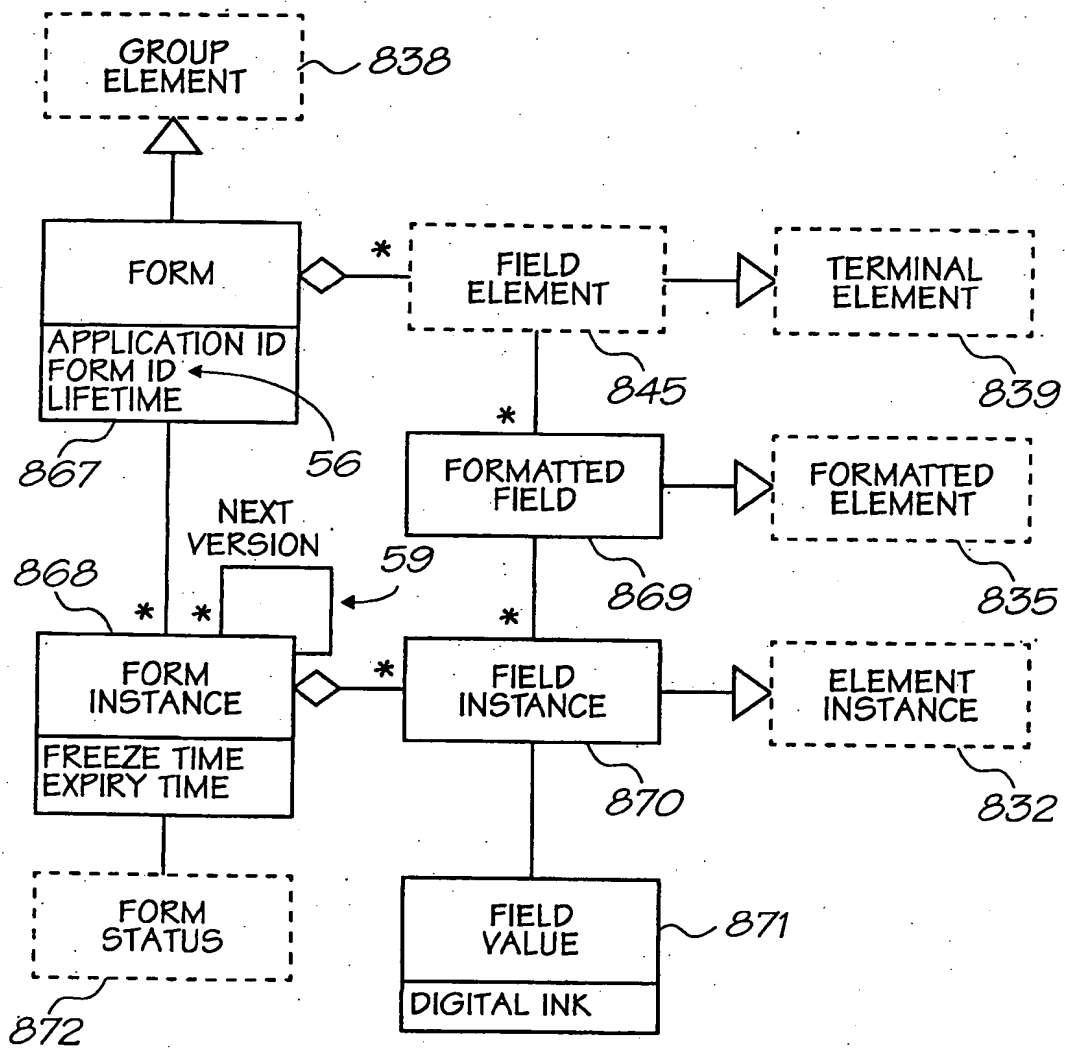 GROUP
ELEMENT
838
FORM
APPLICATION ID
FORM ID
LIFETIME
867
56
*
FIELD
ELEMENT
845
TERMINAL
ELEMENT
839
*
FORMATTED
FIELD
869
FORMATTED
ELEMENT
835
NEXT
VERSION
59
868
*
*
FORM
INSTANCE
FREEZE TIME
EXPIRY TIME
*
*
FIELD
INSTANCE
870
ELEMENT
INSTANCE
832
FORM
STATUS
872
FIELD
VALUE
DIGITAL INK
871